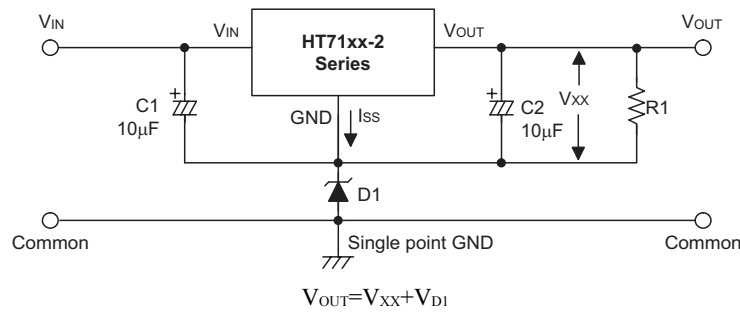 VIN
VOUT
VIN
HT71xx-2
Series
VOUT
C1
10μF
GND
ISS
C2
10μF
VXX
R1
D1
Common
Single point GND
Common
VOUT=VXX+VD1